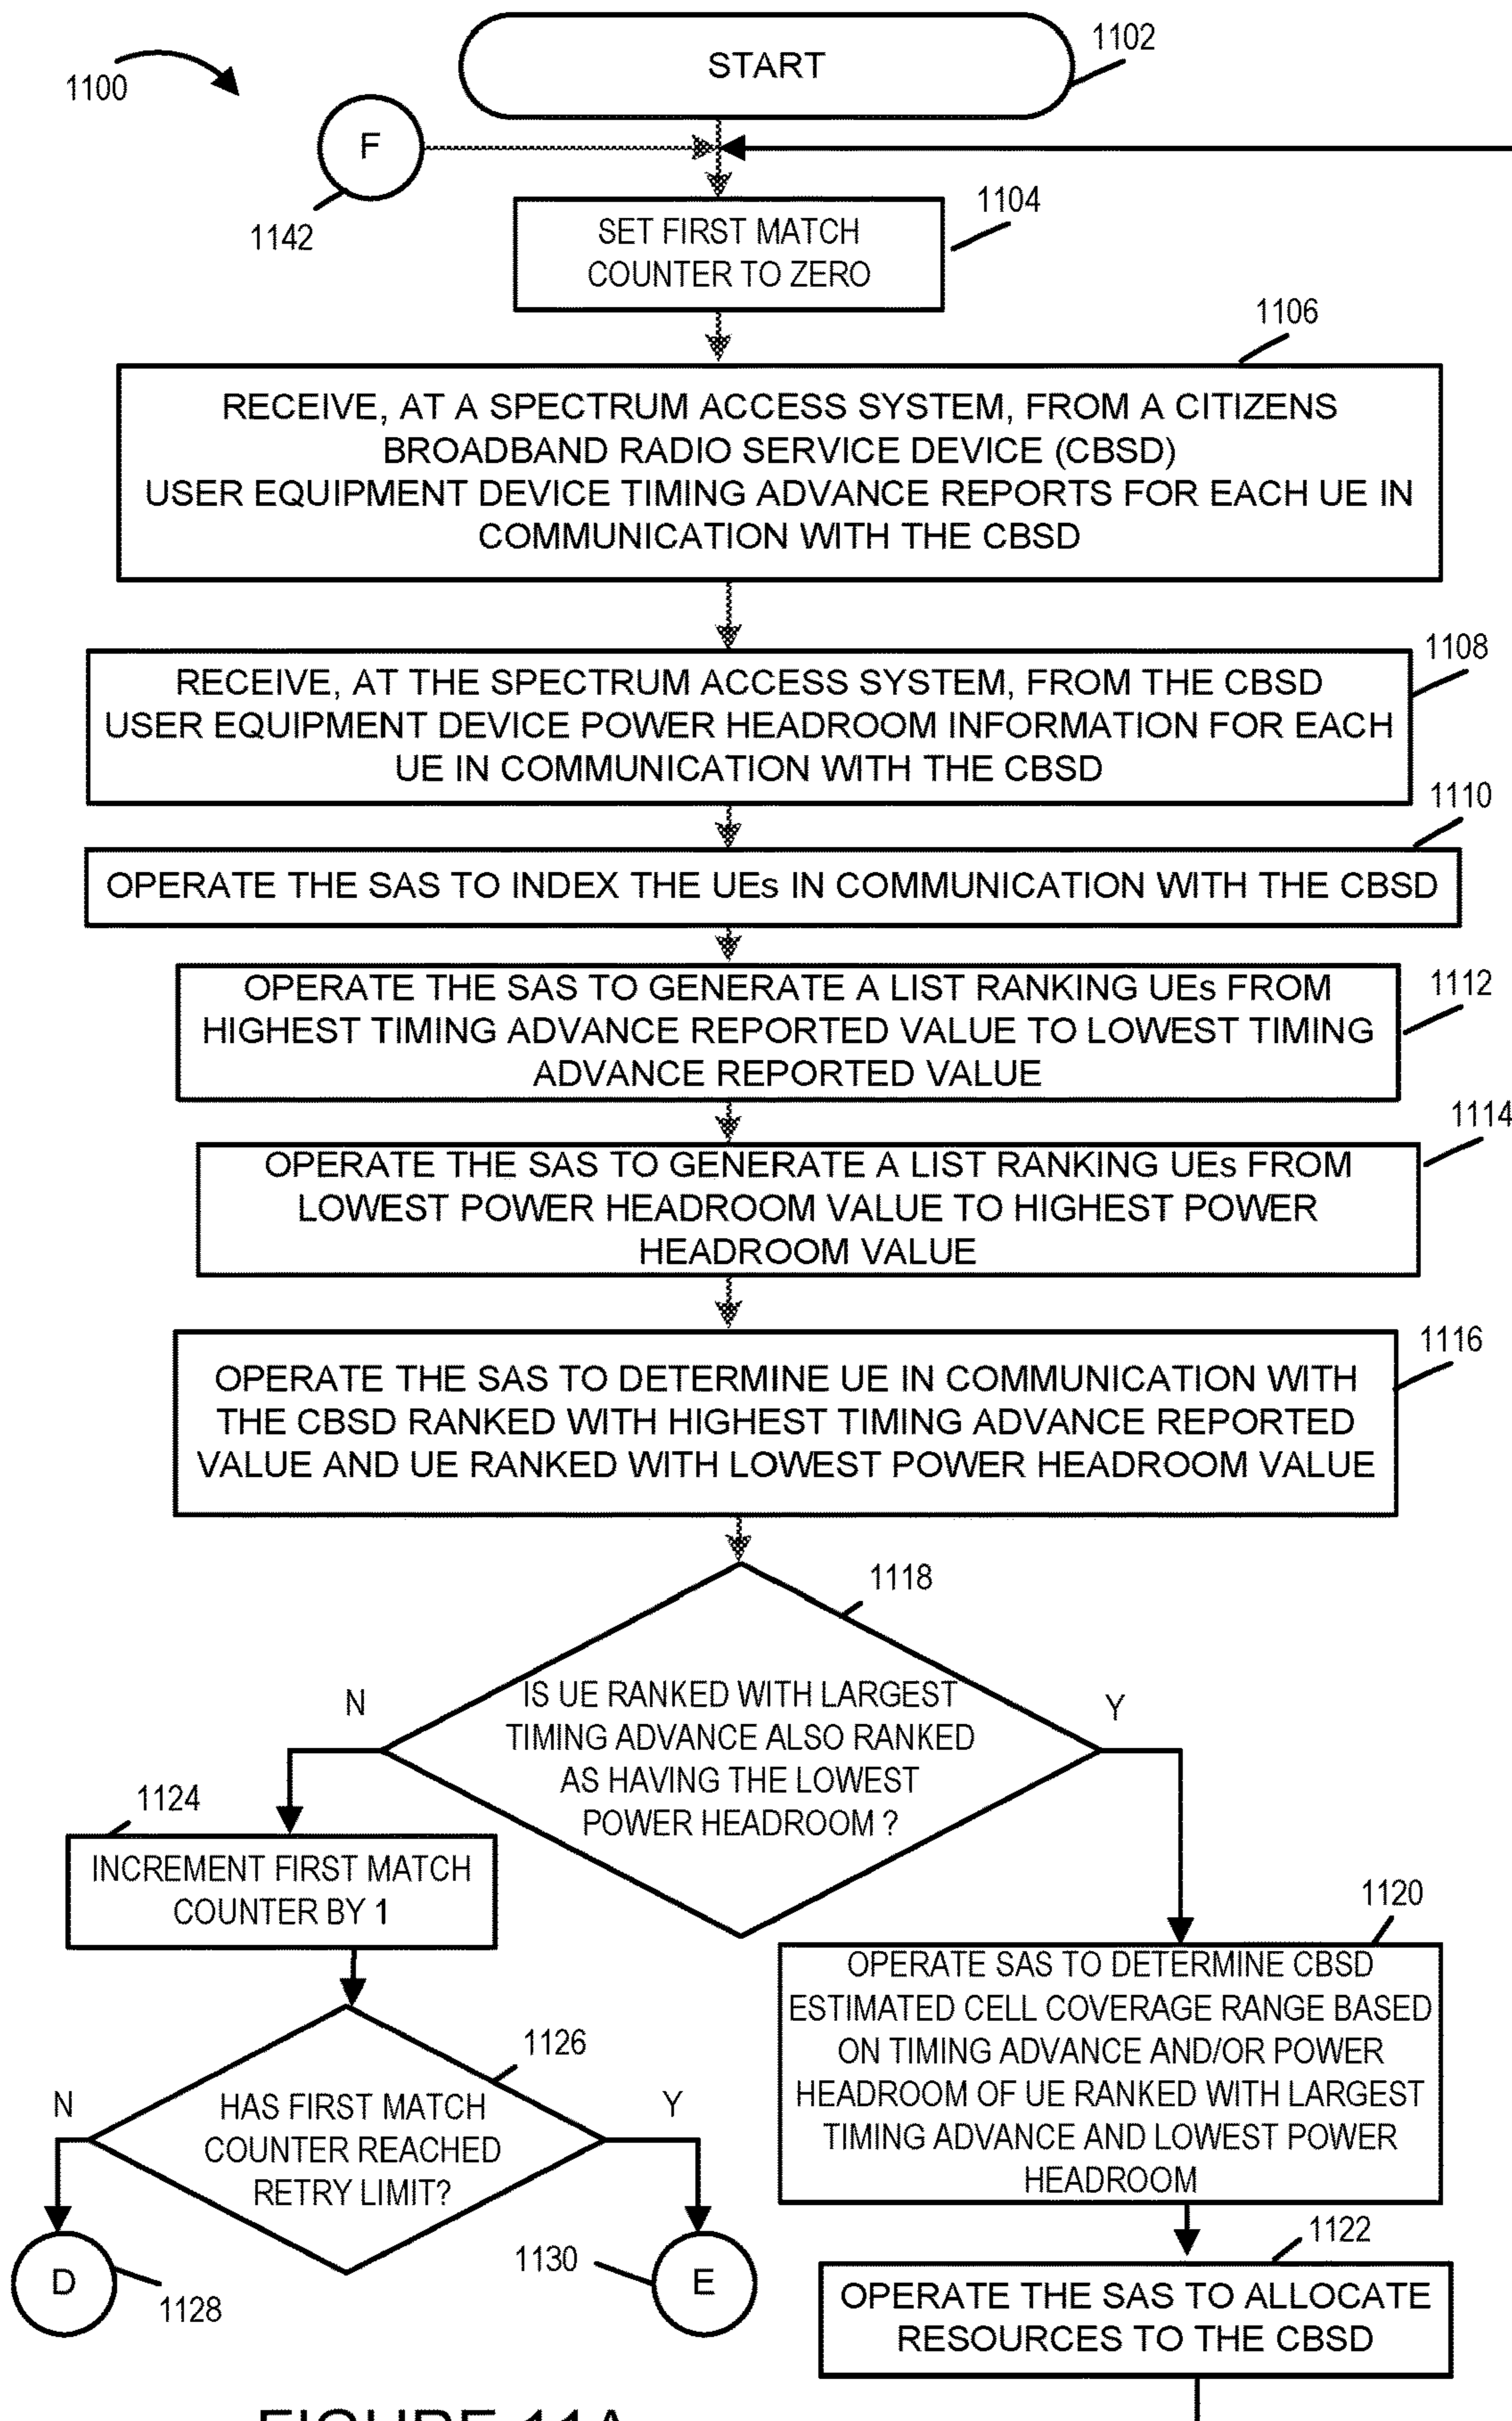 START
1102
1100
F
1142
1104
SET FIRST MATCH
COUNTER TO ZERO
1106
RECEIVE, AT A SPECTRUM ACCESS SYSTEM, FROM A CITIZENS
BROADBAND RADIO SERVICE DEVICE (CBSD)
USER EQUIPMENT DEVICE TIMING ADVANCE REPORTS FOR EACH UE IN
COMMUNICATION WITH THE CBSD
1108
RECEIVE, AT THE SPECTRUM ACCESS SYSTEM, FROM THE CBSD
USER EQUIPMENT DEVICE POWER HEADROOM INFORMATION FOR EACH
UE IN COMMUNICATION WITH THE CBSD
1110
OPERATE THE SAS TO INDEX THE UEs IN COMMUNICATION WITH THE CBSD
1112
OPERATE THE SAS TO GENERATE A LIST RANKING UEs FROM
HIGHEST TIMING ADVANCE REPORTED VALUE TO LOWEST TIMING
ADVANCE REPORTED VALUE
1114
OPERATE THE SAS TO GENERATE A LIST RANKING UEs FROM
LOWEST POWER HEADROOM VALUE TO HIGHEST POWER
HEADROOM VALUE
1116
OPERATE THE SAS TO DETERMINE UE IN COMMUNICATION WITH
THE CBSD RANKED WITH HIGHEST TIMING ADVANCE REPORTED
VALUE AND UE RANKED WITH LOWEST POWER HEADROOM VALUE
1118
N
Y
IS UE RANKED WITH LARGEST
TIMING ADVANCE ALSO RANKED
AS HAVING THE LOWEST
POWER HEADROOM ?
1124
INCREMENT FIRST MATCH
COUNTER BY 1
1120
OPERATE SAS TO DETERMINE CBSD
ESTIMATED CELL COVERAGE RANGE BASED
ON TIMING ADVANCE AND/OR POWER
HEADROOM OF UE RANKED WITH LARGEST
TIMING ADVANCE AND LOWEST POWER
HEADROOM
1126
N
Y
HAS FIRST MATCH
COUNTER REACHED
RETRY LIMIT?
D
1128
1130
E
1122
OPERATE THE SAS TO ALLOCATE
RESOURCES TO THE CBSD
FIGURE 11A